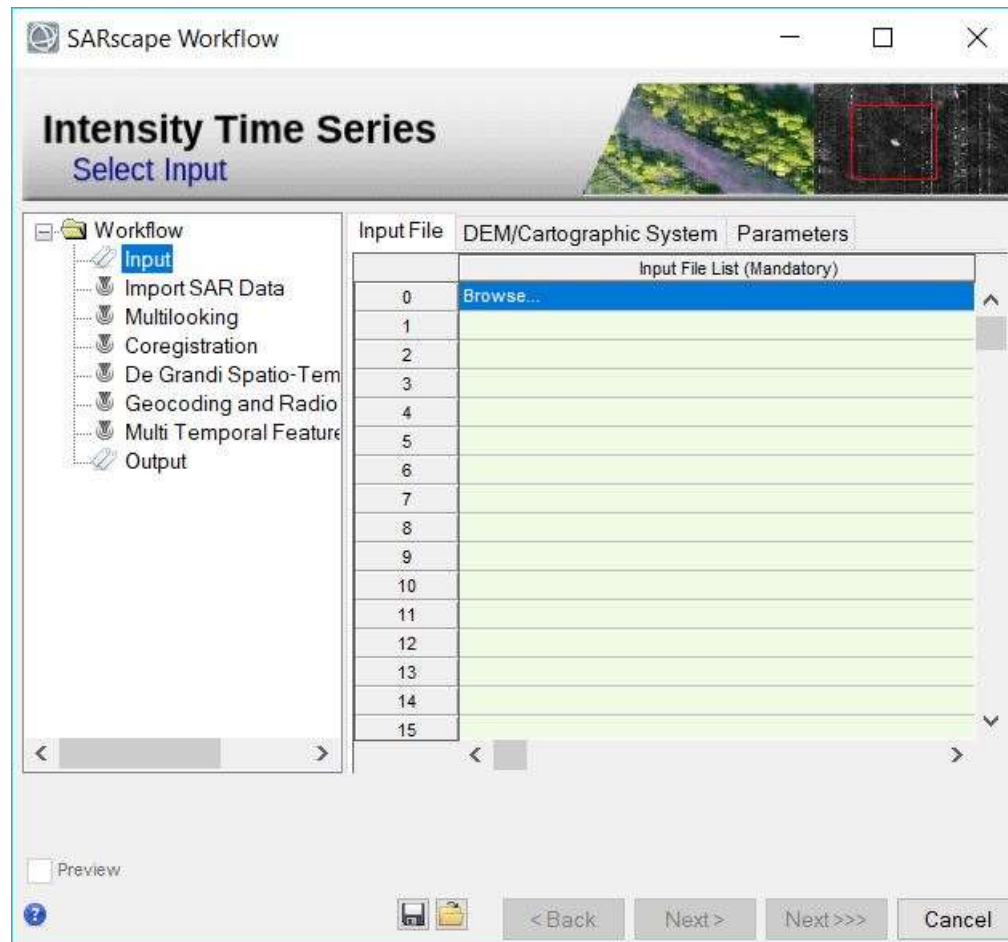 SARscape Workflow
Intensity Time Series
Select Input
Workflow
Input
Import SAR Data
Multilooking
Coregistration
De Grandi Spatio-Tem
Geocoding and Radio
Multi Temporal Feature
Output
Input File
DEM/Cartographic System
Parameters
Input File List (Mandatory)
0 Browse...
1
2
3
4
5
6
7
8
9
10
11
12
13
14
15
Preview
< Back
Next >
Next >>>
Cancel